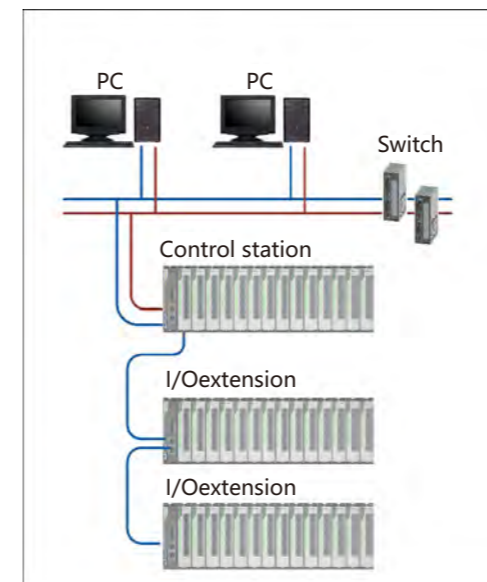 PC
PC
Switch
Control station
I/Oextension
I/Oextension